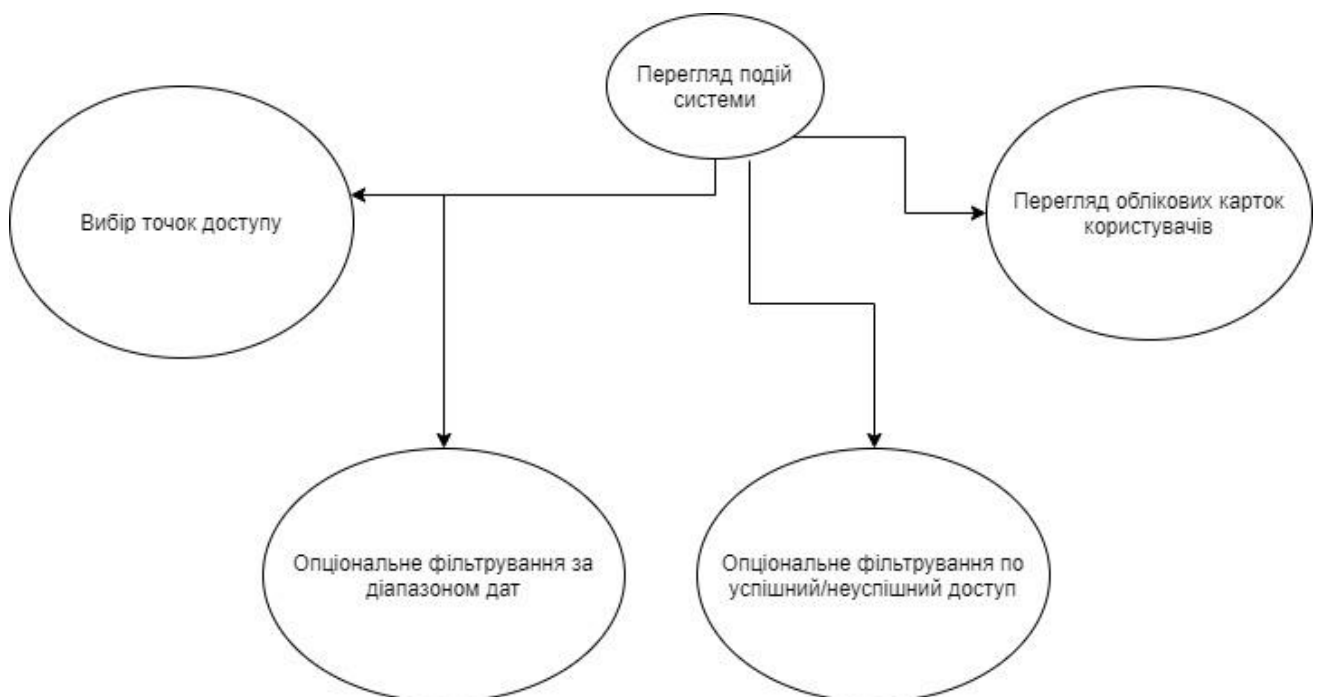 Перегляд подій
системи
Вибір точок доступу
Перегляд облікових карток
користувачів
Опціональне фільтрування за
діапазоном дат
Опціональне фільтрування по
успішний/неуспішний доступ